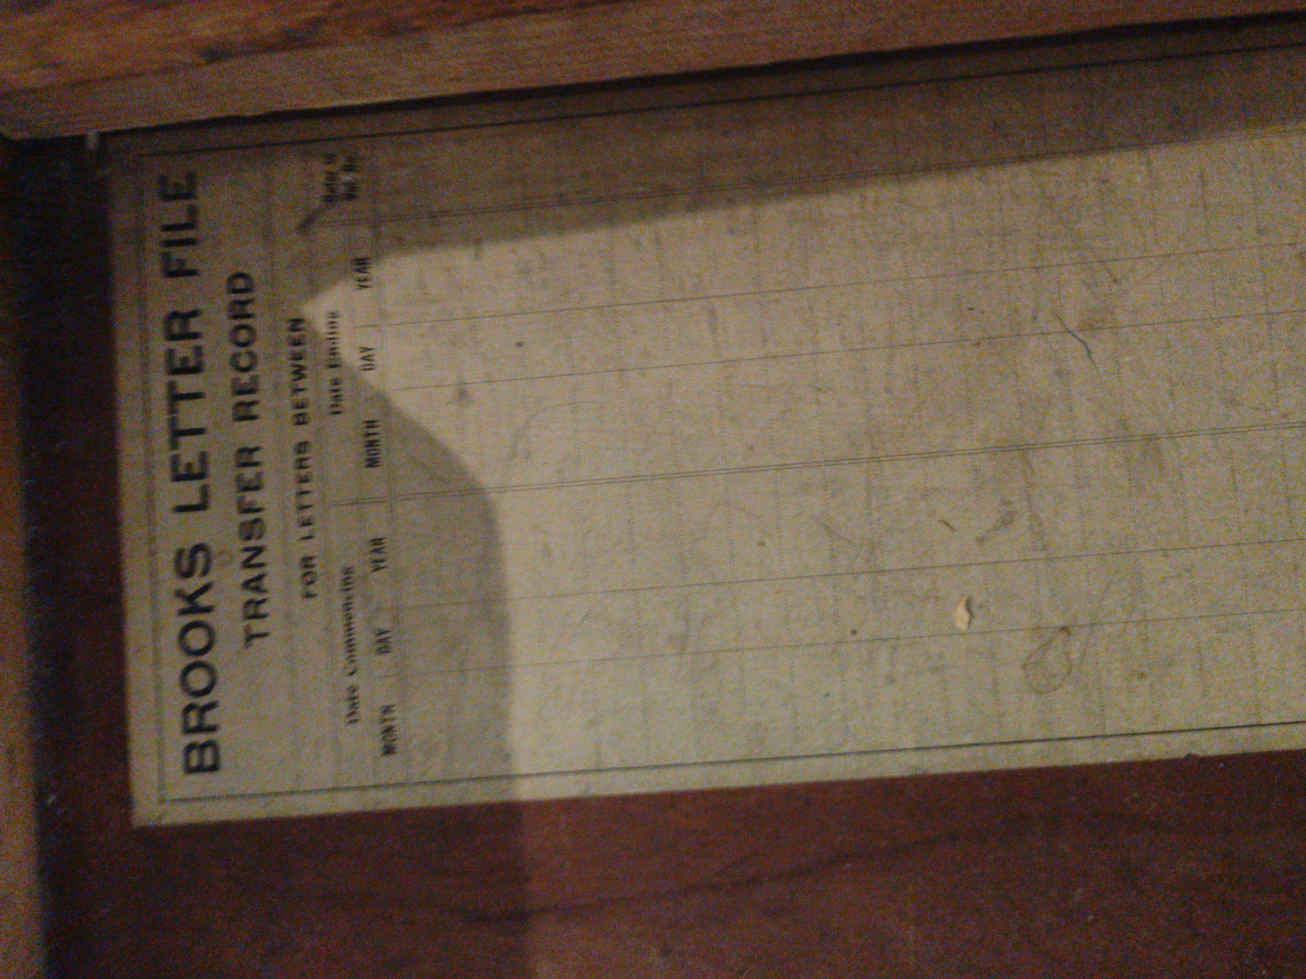 BROOKS LETTER FILE
TRANSFER RECORD
FOR LETTERS BETWEEN
Date Commencing Date Ending
MONTH DAY YEAR MONTH DAY YEAR